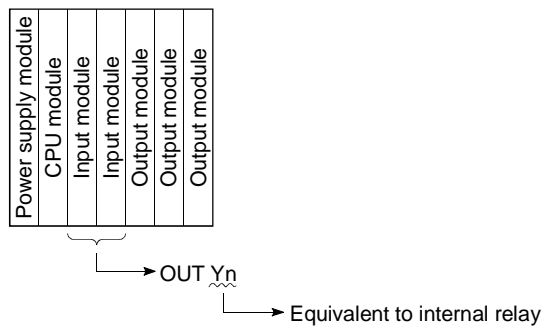 Power supply module
CPU module
Input module
Input module
Output module
Output module
Output module
OUT Yn
Equivalent to internal relay